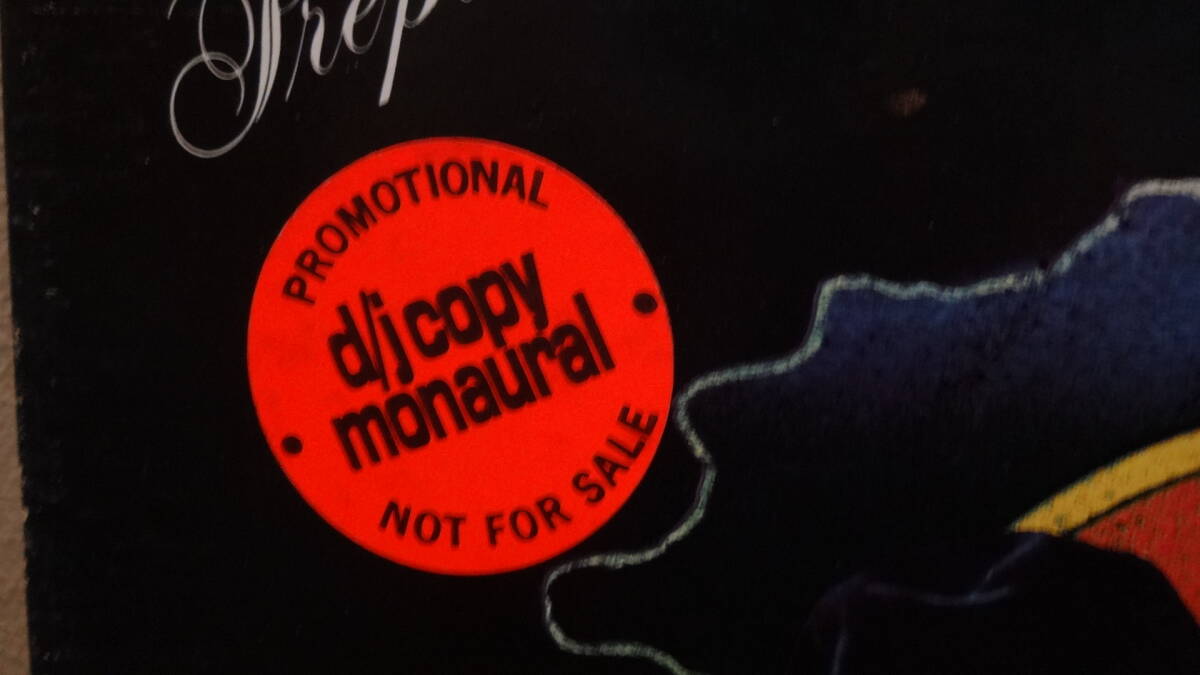 PROMOTIONAL
d/j copy
monaural
NOT FOR SALE